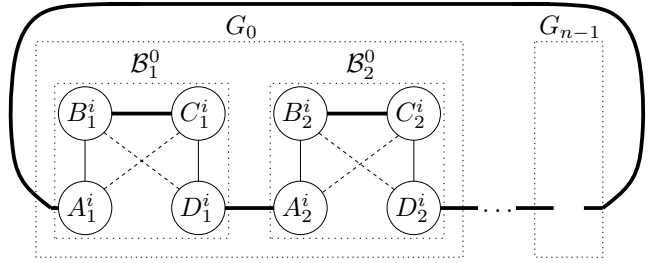 G_0 G_{n-1}
\mathcal{B}_1^0 \mathcal{B}_2^0
B_1^i C_1^i B_2^i C_2^i
A_1^i D_1^i A_2^i D_2^i ...